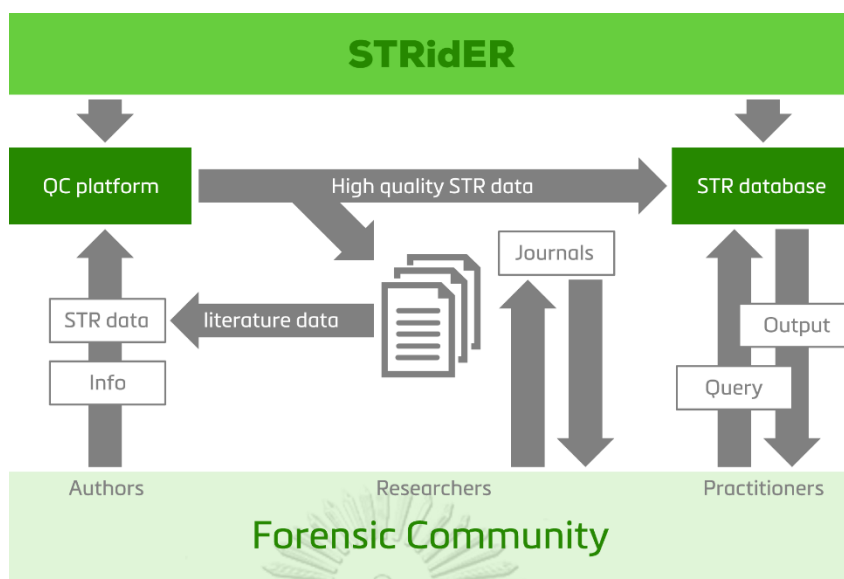 STRidER
QC platform
High quality STR data
STR database
Journals
STR data
literature data
Output
Info
Query
Authors
Researchers
Practitioners
Forensic Community